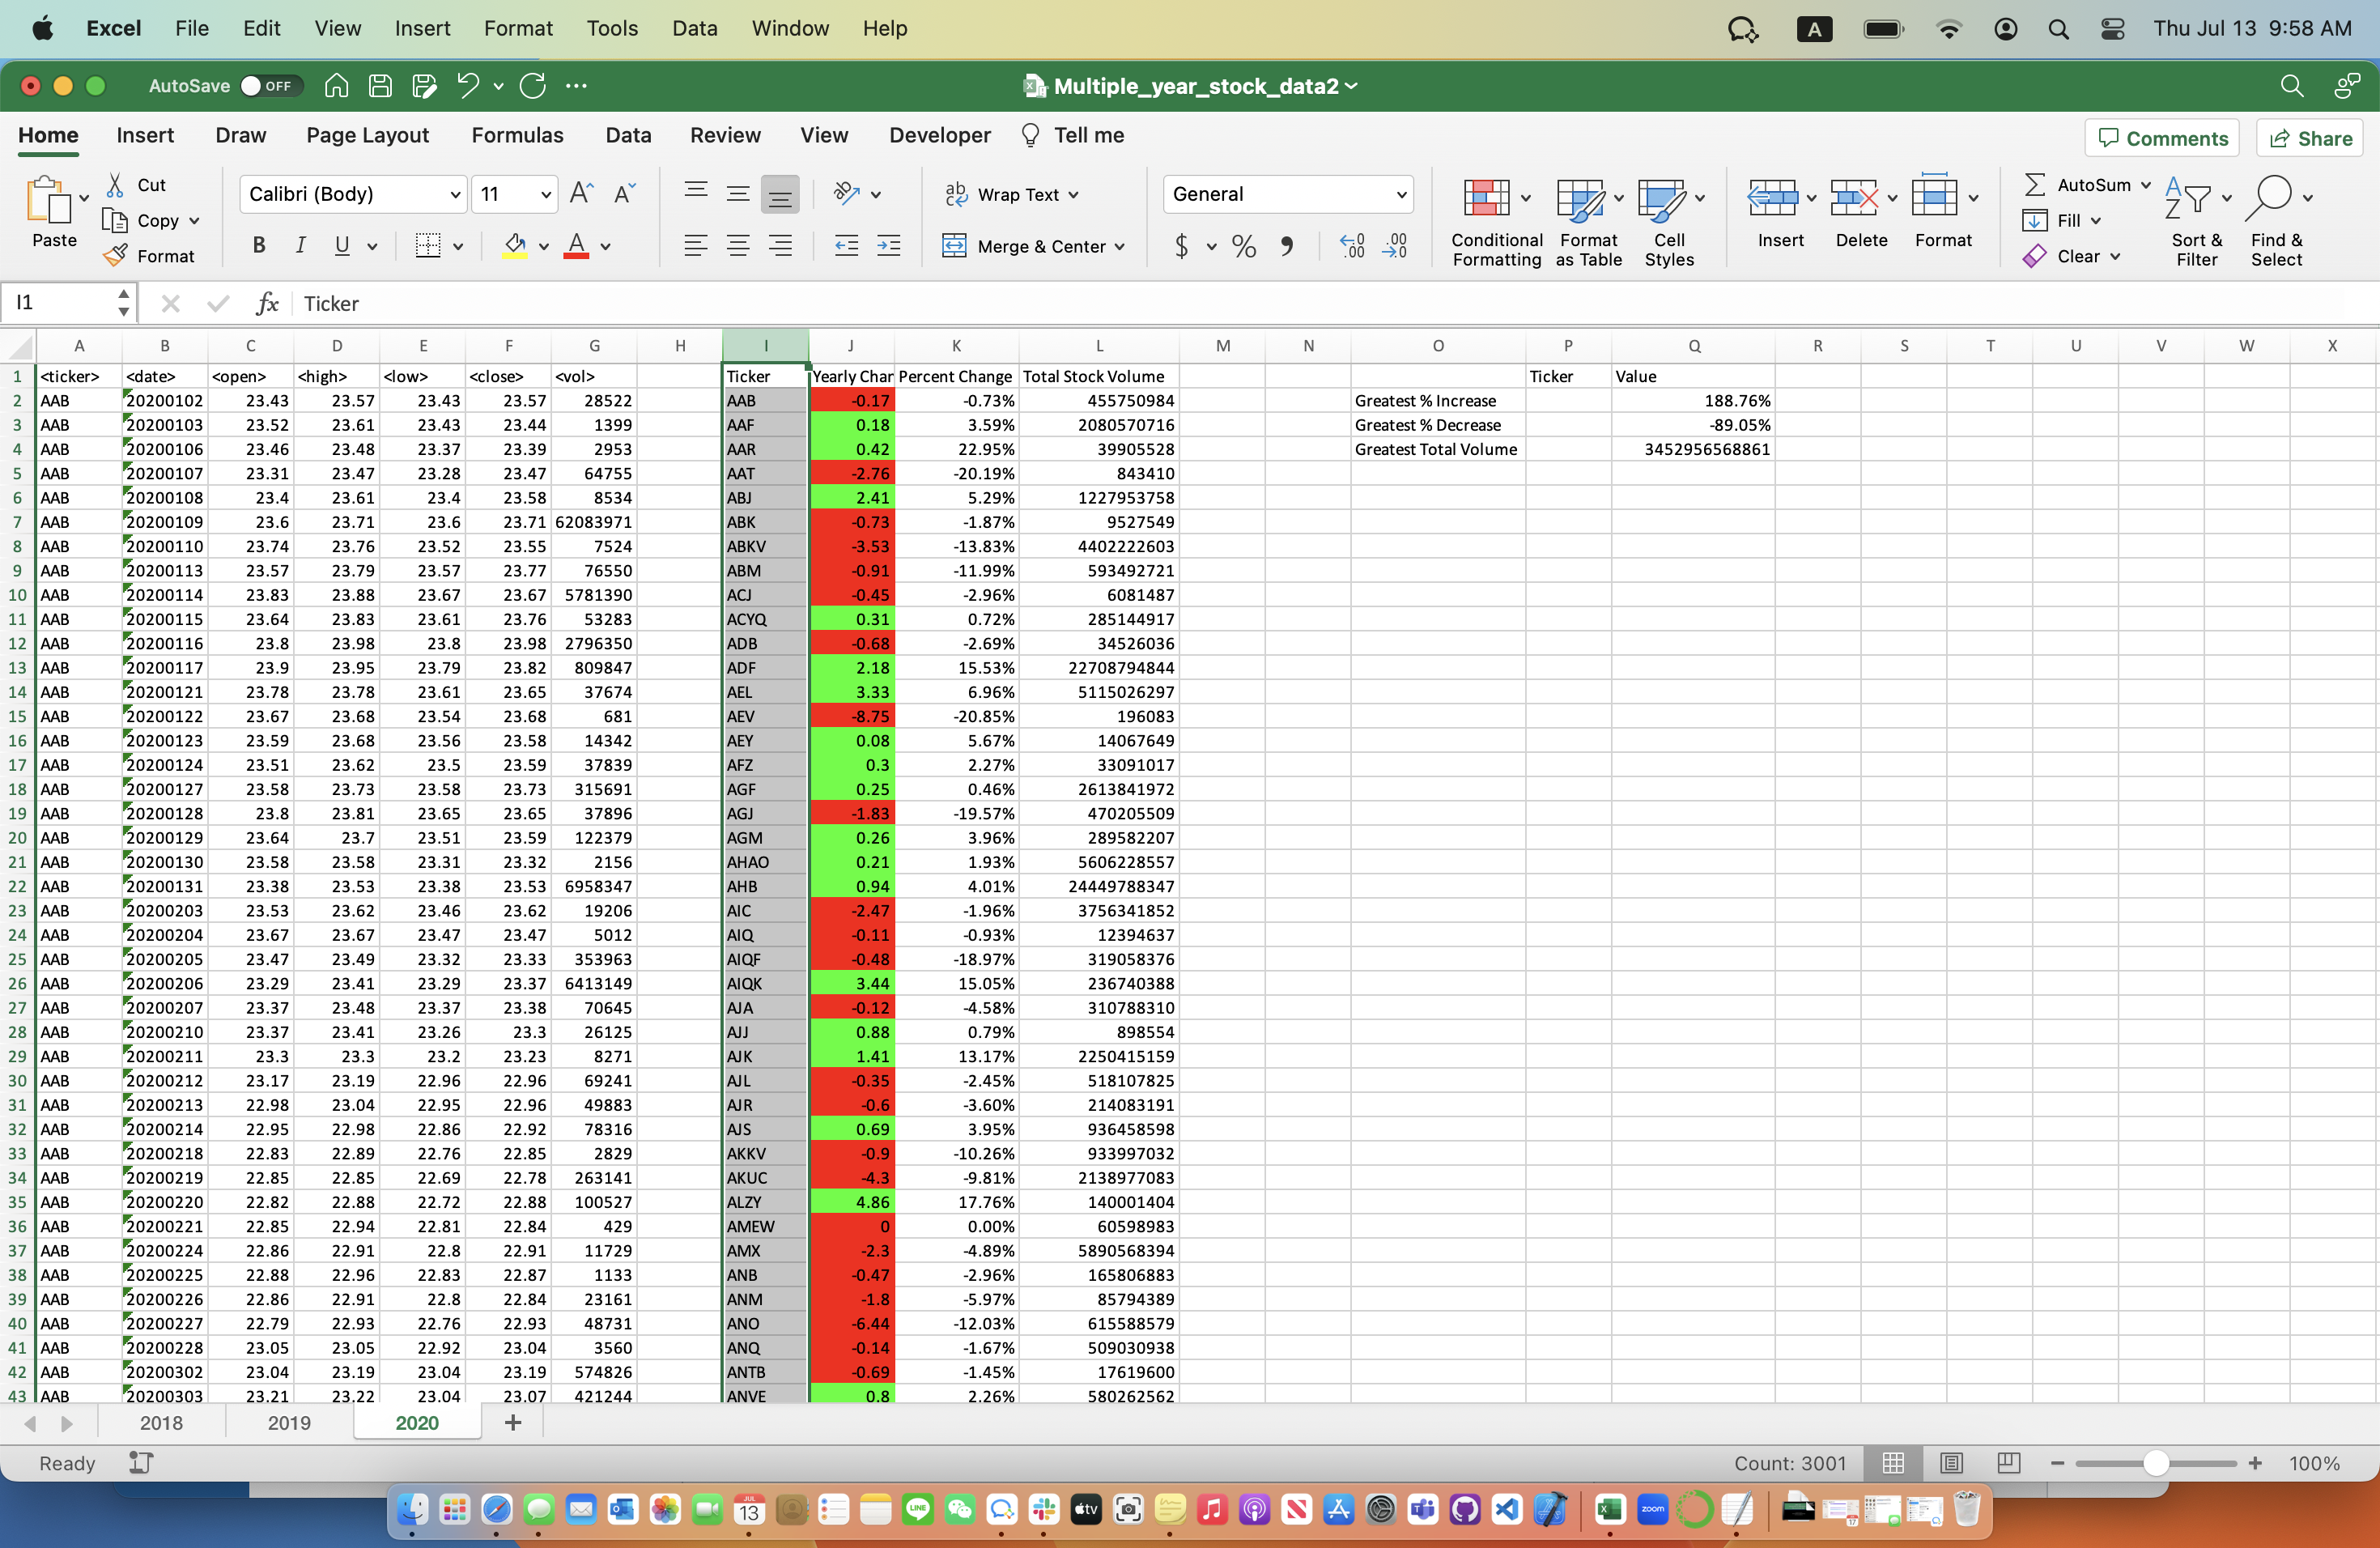 Excel File Edit View Insert Format Tools Data Window Help A Thu Jul 13 9:58 AM
AutoSave OFF Multiple_year_stock_data2
Home Insert Draw Page Layout Formulas Data Review View Developer Tell me Comments Share
Paste Cut Copy Format Calibri (Body) 11 A A B I U A
ab Wrap Text Merge & Center General $ % 9 .00 .00
Conditional Formatting Format as Table Cell Styles Insert Delete Format AutoSum Fill Clear Sort & Filter Find & Select
I1 fx Ticker
A B C D E F G H I J K L M N O P Q R S T U V W X
1 <ticker> <date> <open> <high> <low> <close> <vol> Ticker Yearly Char Percent Change Total Stock Volume Ticker Value
2 AAB 20200102 23.43 23.57 23.43 23.57 28522 AAB -0.17 -0.73% 455750984 Greatest % Increase 188.76%
3 AAB 20200103 23.52 23.61 23.43 23.44 1399 AAF 0.18 3.59% 2080570716 Greatest % Decrease -89.05%
4 AAB 20200106 23.46 23.48 23.37 23.39 2953 AAR 0.42 22.95% 39905528 Greatest Total Volume 3452956568861
5 AAB 20200107 23.31 23.47 23.28 23.47 64755 AAT -2.76 -20.19% 843410
6 AAB 20200108 23.4 23.61 23.4 23.58 8534 ABJ 2.41 5.29% 1227953758
7 AAB 20200109 23.6 23.71 23.6 23.71 62083971 ABK -0.73 -1.87% 9527549
8 AAB 20200110 23.74 23.76 23.52 23.55 7524 ABKV -3.53 -13.83% 4402222603
9 AAB 20200113 23.57 23.79 23.57 23.77 76550 ABM -0.91 -11.99% 593492721
10 AAB 20200114 23.83 23.88 23.67 23.67 5781390 ACJ -0.45 -2.96% 6081487
11 AAB 20200115 23.64 23.83 23.61 23.76 53283 ACYQ 0.31 0.72% 285144917
12 AAB 20200116 23.8 23.98 23.8 23.98 2796350 ADB -0.68 -2.69% 34526036
13 AAB 20200117 23.9 23.95 23.79 23.82 809847 ADF 2.18 15.53% 22708794844
14 AAB 20200121 23.78 23.78 23.61 23.65 37674 AEL 3.33 6.96% 5115026297
15 AAB 20200122 23.67 23.68 23.54 23.68 681 AEV -8.75 -20.85% 196083
16 AAB 20200123 23.59 23.68 23.56 23.58 14342 AEY 0.08 5.67% 14067649
17 AAB 20200124 23.51 23.62 23.5 23.59 37839 AFZ 0.3 2.27% 33091017
18 AAB 20200127 23.58 23.73 23.58 23.73 315691 AGF 0.25 0.46% 2613841972
19 AAB 20200128 23.8 23.81 23.65 23.65 37896 AGJ -1.83 -19.57% 470205509
20 AAB 20200129 23.64 23.7 23.51 23.59 122379 AGM 0.26 3.96% 289582207
21 AAB 20200130 23.58 23.58 23.31 23.32 2156 AHAO 0.21 1.93% 5606228557
22 AAB 20200131 23.38 23.53 23.38 23.53 6958347 AHB 0.94 4.01% 24449788347
23 AAB 20200203 23.53 23.62 23.46 23.62 19206 AIC -2.47 -1.96% 3756341852
24 AAB 20200204 23.67 23.67 23.47 23.47 5012 AIQ -0.11 -0.93% 12394637
25 AAB 20200205 23.47 23.49 23.32 23.33 353963 AIQF -0.48 -18.97% 319058376
26 AAB 20200206 23.29 23.41 23.29 23.37 6413149 AIQK 3.44 15.05% 236740388
27 AAB 20200207 23.37 23.48 23.37 23.38 70645 AJA -0.12 -4.58% 310788310
28 AAB 20200210 23.37 23.41 23.26 23.3 26125 AJJ 0.88 0.79% 898554
29 AAB 20200211 23.3 23.3 23.2 23.23 8271 AJK 1.41 13.17% 2250415159
30 AAB 20200212 23.17 23.19 22.96 22.96 69241 AJL -0.35 -2.45% 518107825
31 AAB 20200213 22.98 23.04 22.95 22.96 49883 AJR -0.6 -3.60% 214083191
32 AAB 20200214 22.95 22.98 22.86 22.92 78316 AJS 0.69 3.95% 936458598
33 AAB 20200218 22.83 22.89 22.76 22.85 2829 AKKV -0.9 -10.26% 933997032
34 AAB 20200219 22.85 22.85 22.69 22.78 263141 AKUC -4.3 -9.81% 2138977083
35 AAB 20200220 22.82 22.88 22.72 22.88 100527 ALZY 4.86 17.76% 140001404
36 AAB 20200221 22.85 22.94 22.81 22.84 429 AMEW 0 0.00% 60598983
37 AAB 20200224 22.86 22.91 22.8 22.91 11729 AMX -2.3 -4.89% 5890568394
38 AAB 20200225 22.88 22.96 22.83 22.87 1133 ANB -0.47 -2.96% 165806883
39 AAB 20200226 22.86 22.91 22.8 22.84 23161 ANM -1.8 -5.97% 85794389
40 AAB 20200227 22.79 22.93 22.76 22.93 48731 ANO -6.44 -12.03% 615588579
41 AAB 20200228 23.05 23.05 22.92 23.04 3560 ANQ -0.14 -1.67% 509030938
42 AAB 20200302 23.04 23.19 23.04 23.19 574826 ANTB -0.69 -1.45% 17619600
43 AAB 20200303 23.21 23.22 23.04 23.07 421244 ANVE 0.8 2.26% 580262562
2018 2019 2020 +
Ready Count: 3001 100%
JUL 13 LINE tv zoom 17